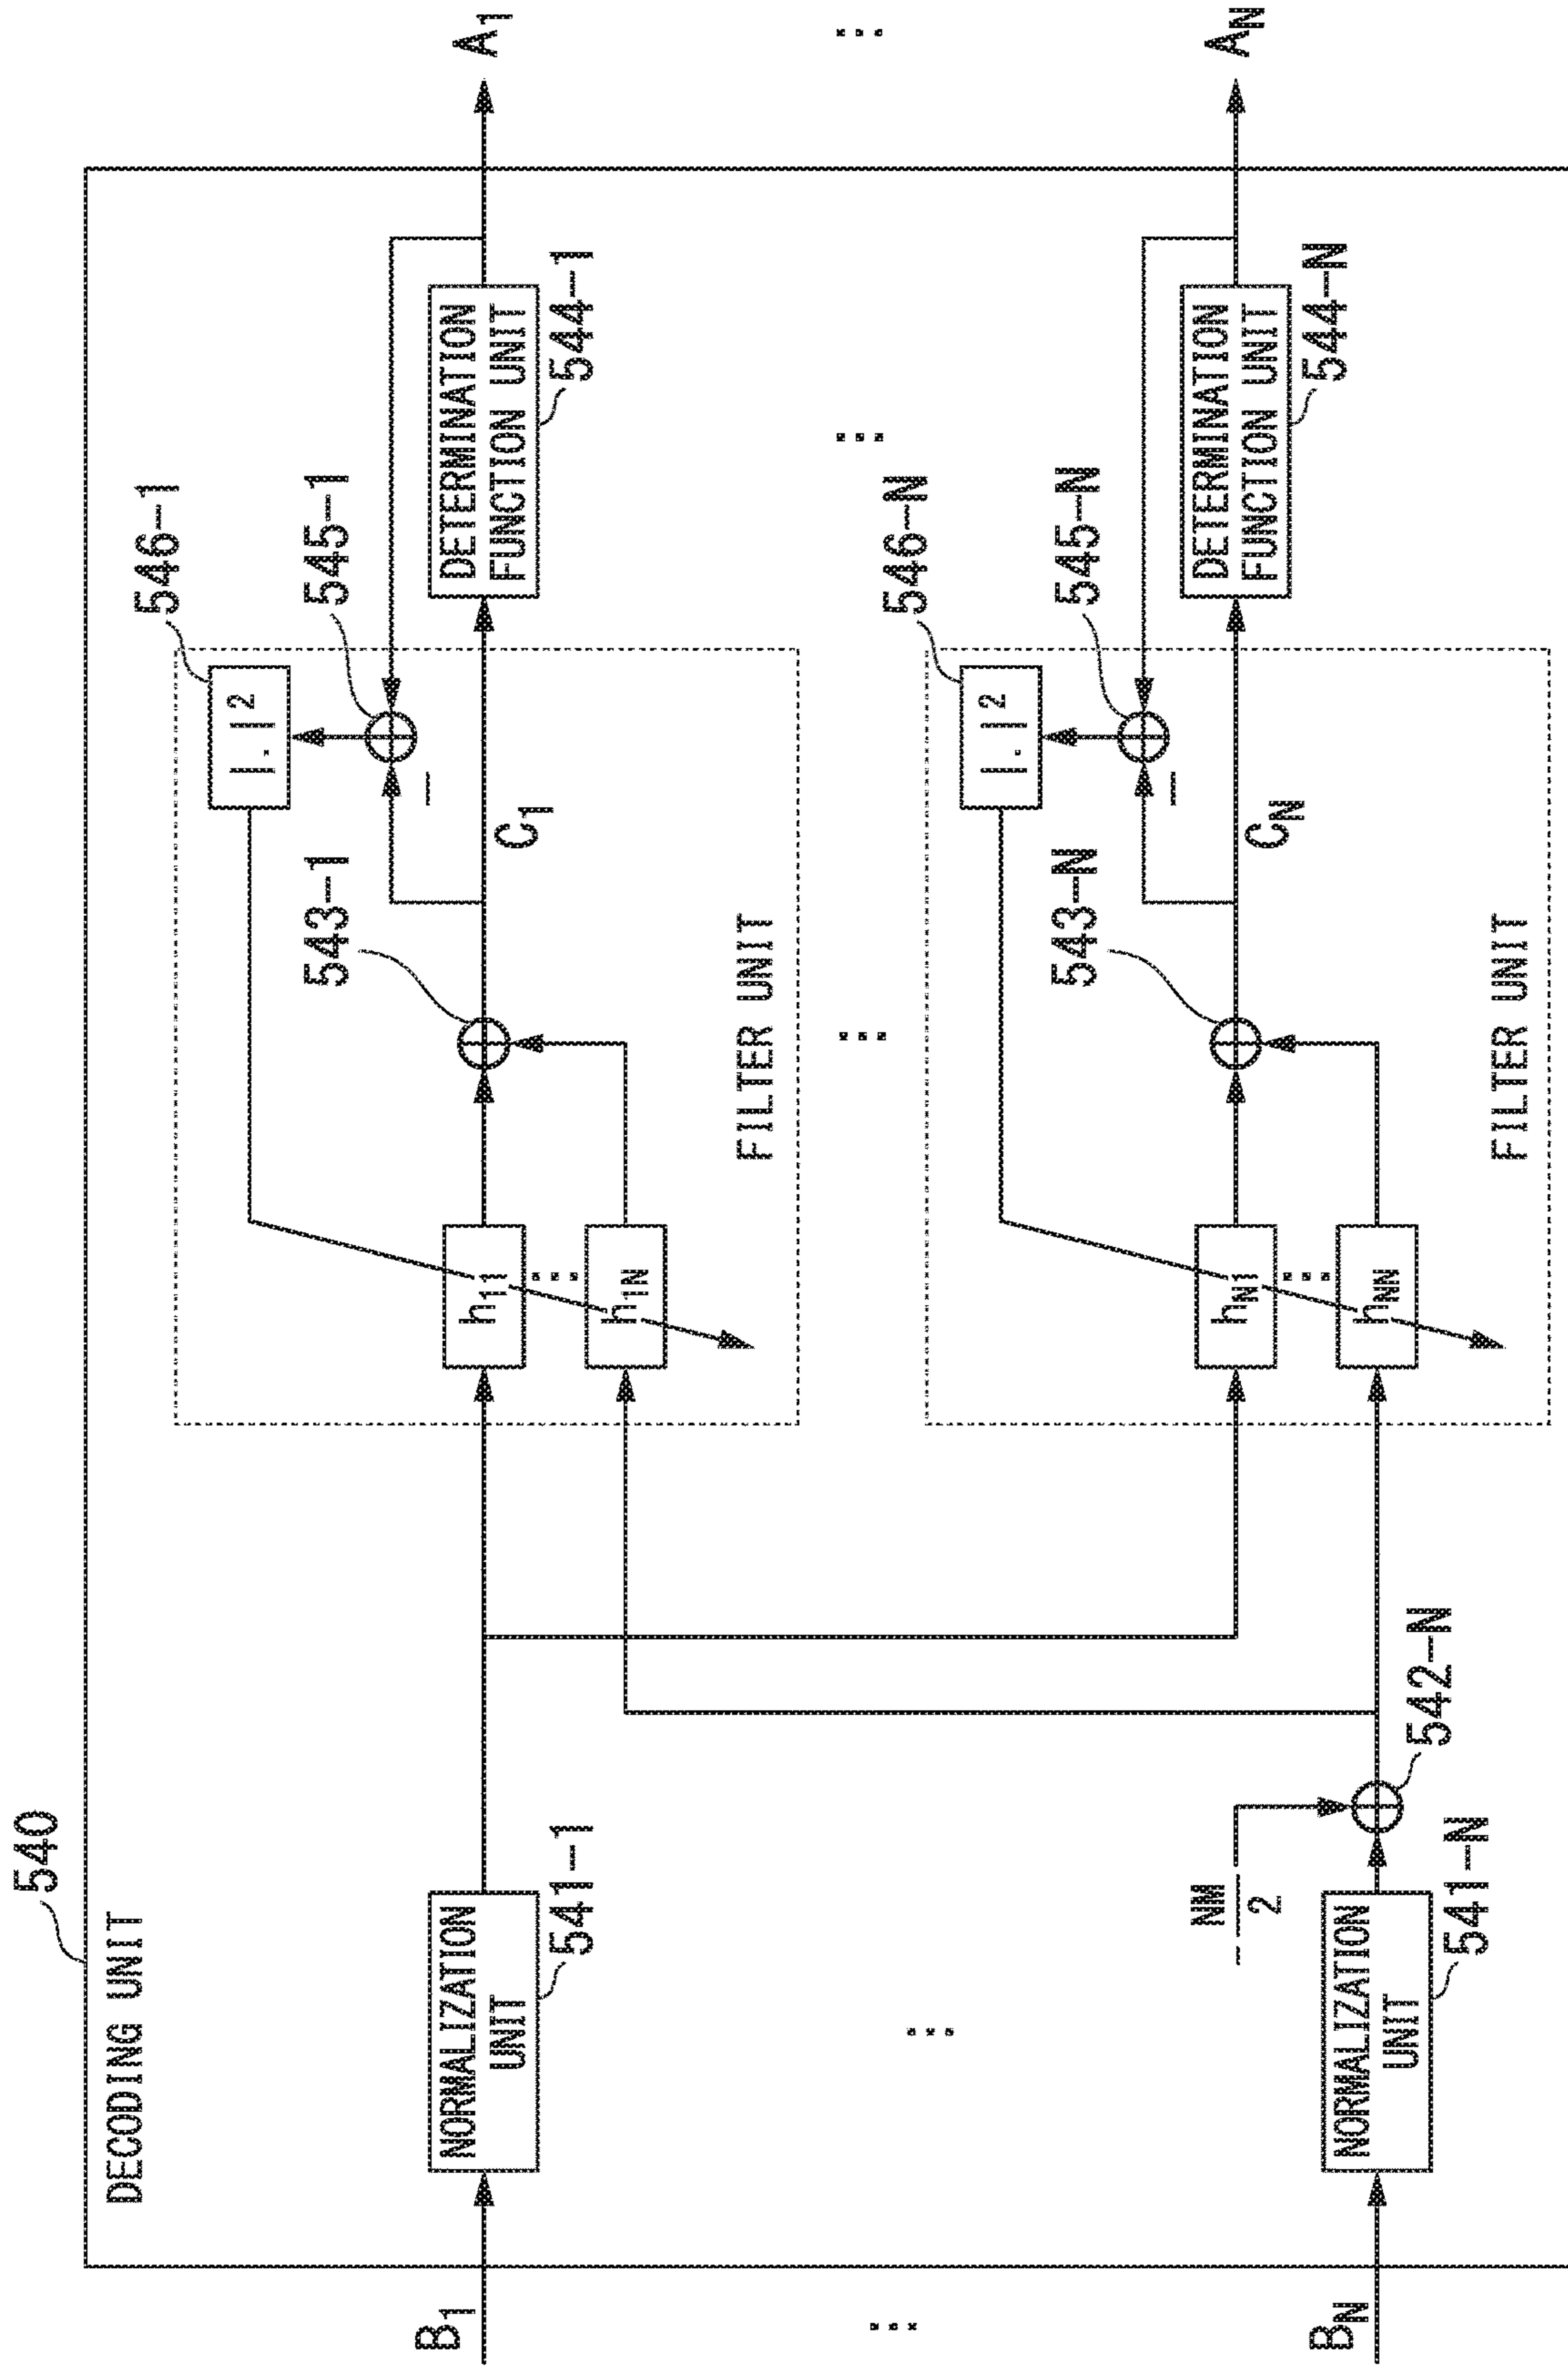 540
DECODING UNIT
546-1
545-1
543-1
|.|²
B₁
NORMALIZATION
UNIT
541-1
h₁₁
...
h₁N
C₁
DETERMINATION
FUNCTION UNIT
544-1
A₁
FILTER UNIT
...
...
...
...
...
546-N
545-N
543-N
|.|²
hN1
...
hNN
CN
DETERMINATION
FUNCTION UNIT
544-N
AN
- NM/2
BN
NORMALIZATION
UNIT
541-N
542-N
FILTER UNIT